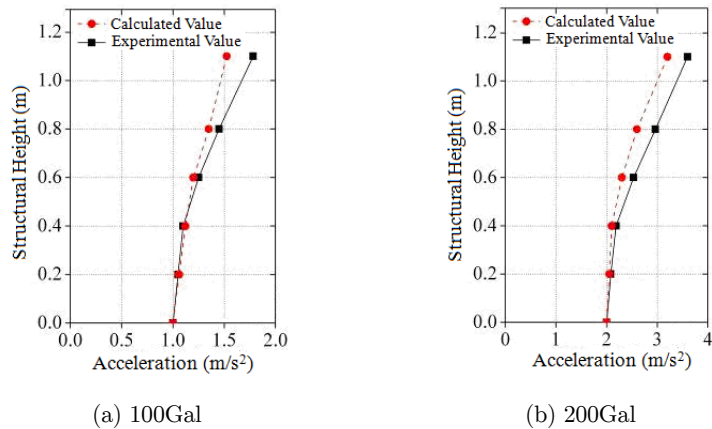 Calculated Value
Experimental Value
1.2
1.0
0.8
0.6
0.4
0.2
0.0
Structural Height (m)
0.0 0.5 1.0 1.5 2.0
Acceleration (m/s²)
(a) 100Gal
Calculated Value
Experimental Value
1.2
1.0
0.8
0.6
0.4
0.2
0.0
Structural Height (m)
0 1 2 3 4
Acceleration (m/s²)
(b) 200Gal